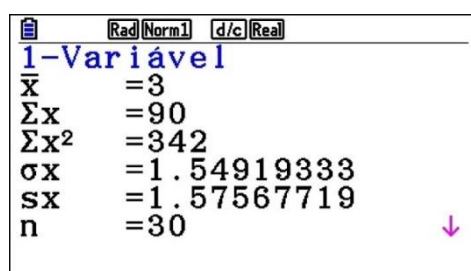 Rad Norm1 d/c Real
1-Variável
x̄ =3
Σx =90
Σx² =342
σx =1.54919333
sx =1.57567719
n =30 ↓